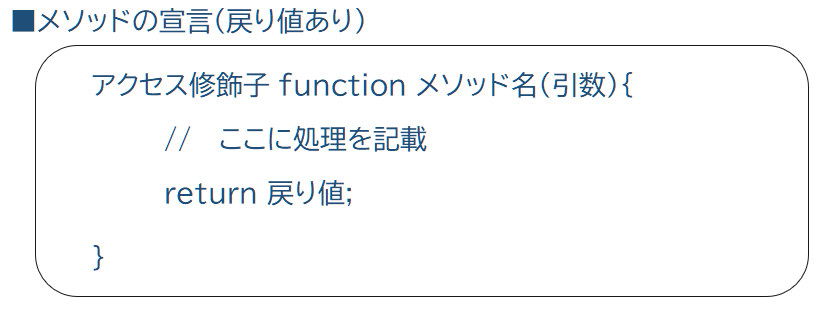 ■メソッドの宣言(戻り値あり)
アクセス修飾子 function メソッド名(引数){
//　ここに処理を記載
return 戻り値;
}